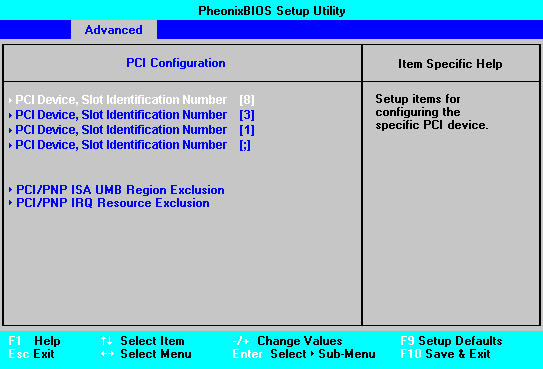 PheonixBIOS Setup Utility
Advanced
PCI Configuration
Item Specific Help
PCI Device, Slot Identification Number [8]
PCI Device, Slot Identification Number [3]
PCI Device, Slot Identification Number [1]
PCI Device, Slot Identification Number [;]
PCI/PNP ISA UMB Region Exclusion
PCI/PNP IRQ Resource Exclusion
Setup items for
configuring the
specific PCI device.
F1 Help ↑↓ Select Item -/+ Change Values F9 Setup Defaults
Esc Exit ←→ Select Menu Enter Select ▸ Sub-Menu F10 Save & Exit